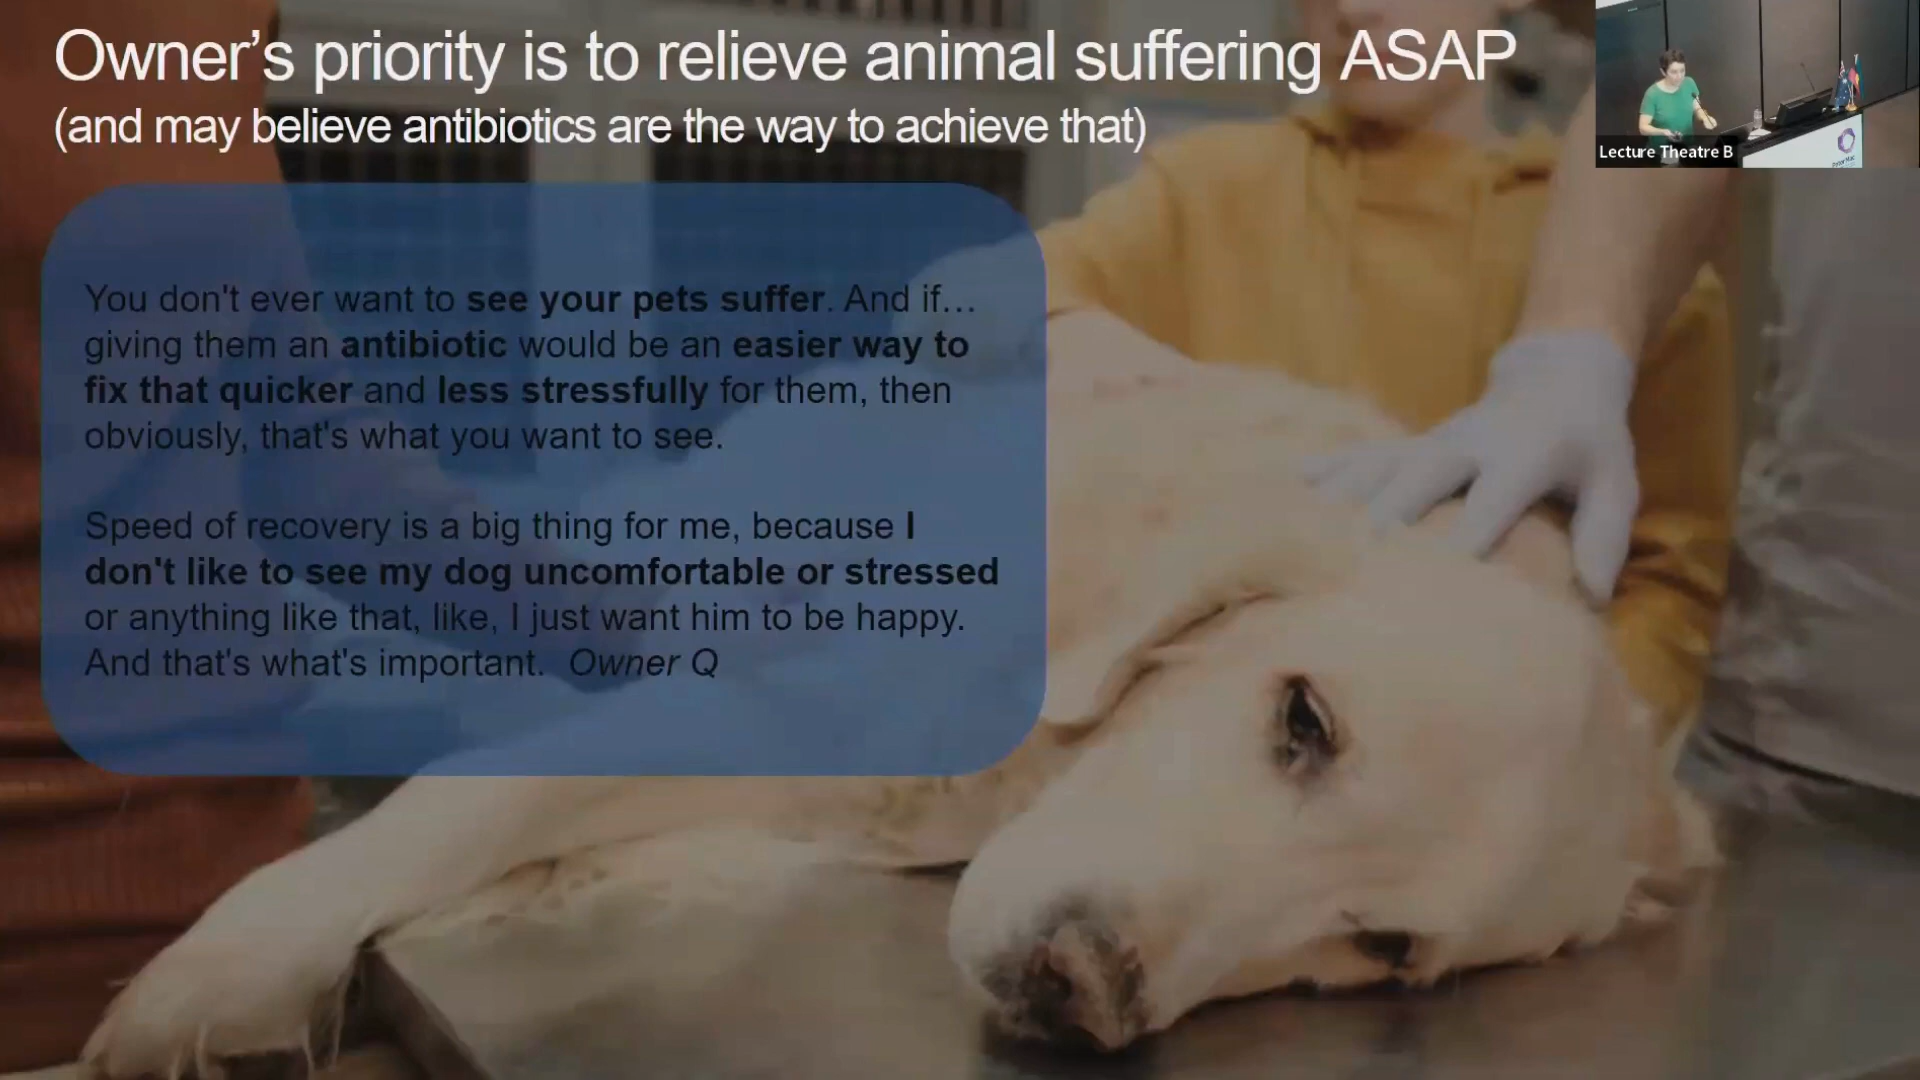 Owner's priority is to relieve animal suffering ASAP
(and may believe antibiotics are the way to achieve that)
Lecture Theatre B
You don't ever want to see your pets suffer. And if…
giving them an antibiotic would be an easier way to
fix that quicker and less stressfully for them, then
obviously, that's what you want to see.
Speed of recovery is a big thing for me, because I
don't like to see my dog uncomfortable or stressed
or anything like that, like, I just want him to be happy.
And that's what's important. Owner Q